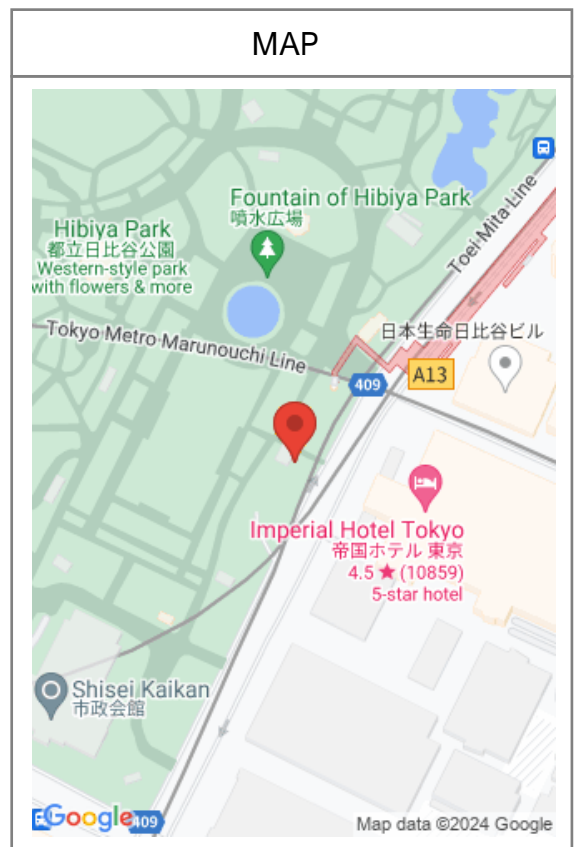 MAP
Fountain of Hibiya Park
噴水広場
Hibiya Park
都立日比谷公園
Western-style park
with flowers & more
Toei-Mita-Line
Tokyo Metro Marunouchi Line
日本生命日比谷ビル
409
A13
Imperial Hotel Tokyo
帝国ホテル 東京
4.5 ★ (10859)
5-star hotel
Shisei Kaikan
市政会館
Google
409
Map data ©2024 Google